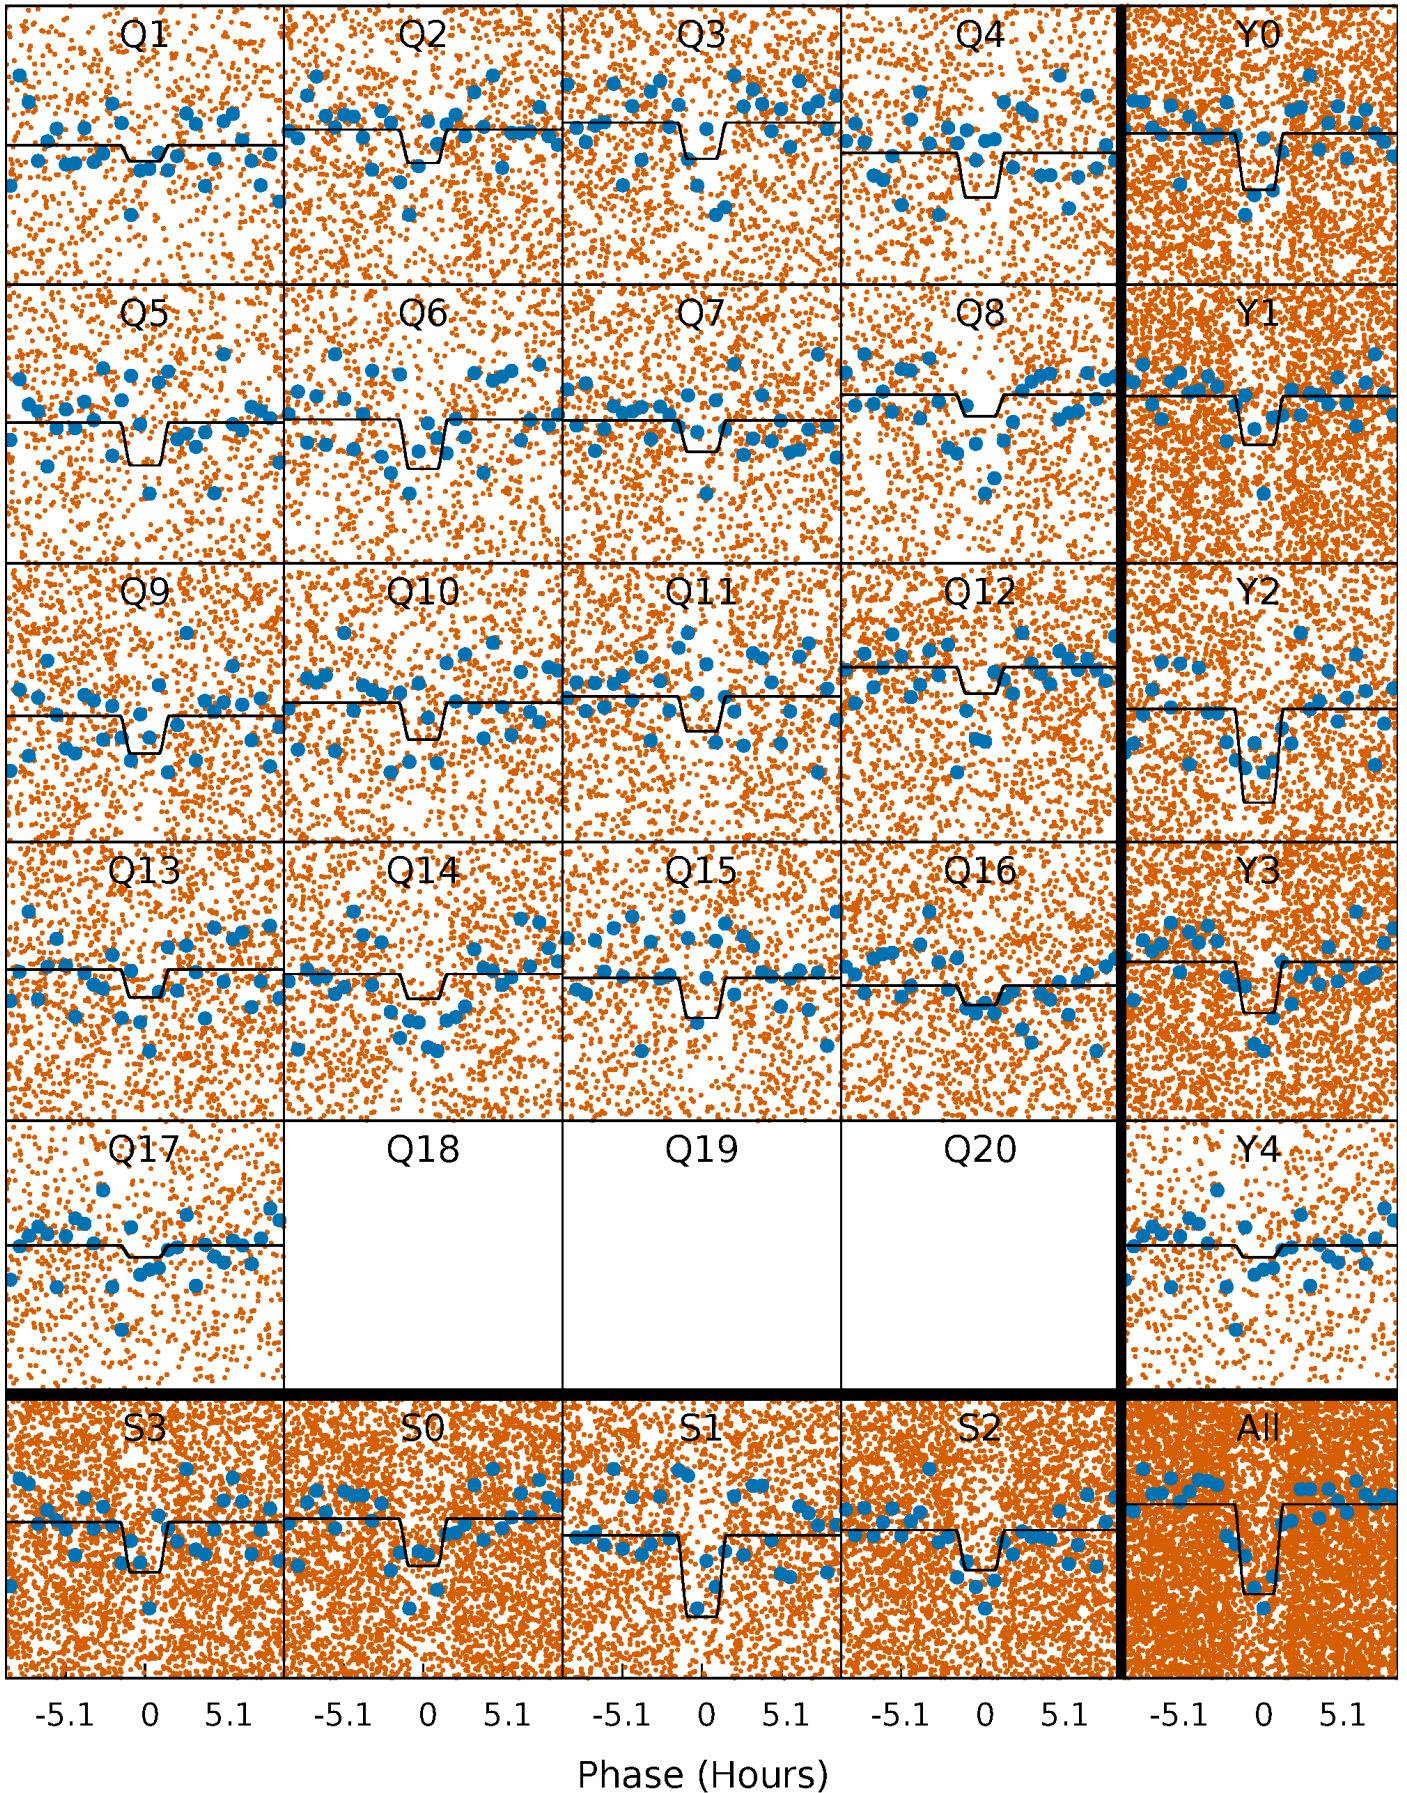 Q1 Q2 Q3 Q4 Y0
Q5 Q6 Q7 Q8 Y1
Q9 Q10 Q11 Q12 Y2
Q13 Q14 Q15 Q16 Y3
Q17 Q18 Q19 Q20 Y4
S3 S0 S1 S2 All
-5.1 0 5.1 -5.1 0 5.1 -5.1 0 5.1 -5.1 0 5.1 -5.1 0 5.1
Phase (Hours)